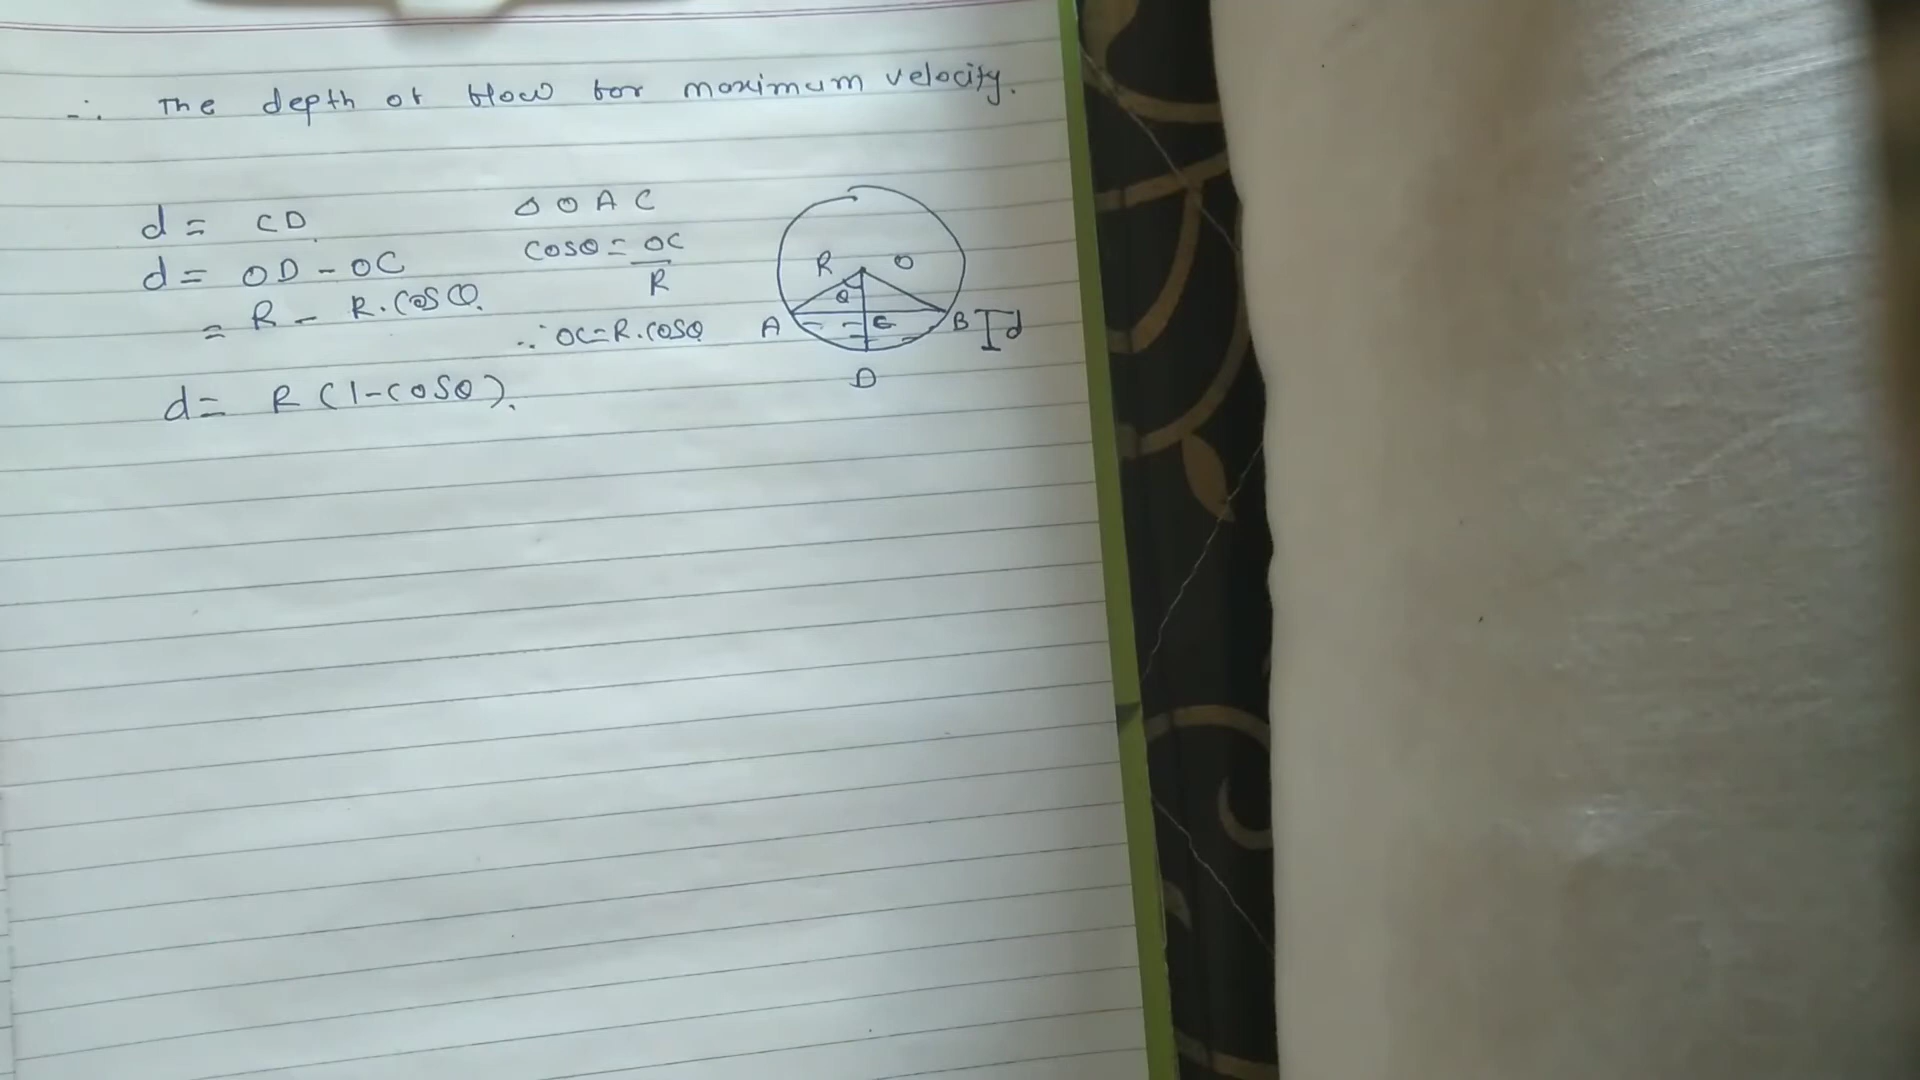 ∴ The depth of flow for maximum velocity.
d = CD
d = OD - OC
= R - R.cosθ.
d = R(1-cosθ).
△OAC
cosθ = OC/R
∴ OC=R.cosθ
R O
θ
A C B d
D